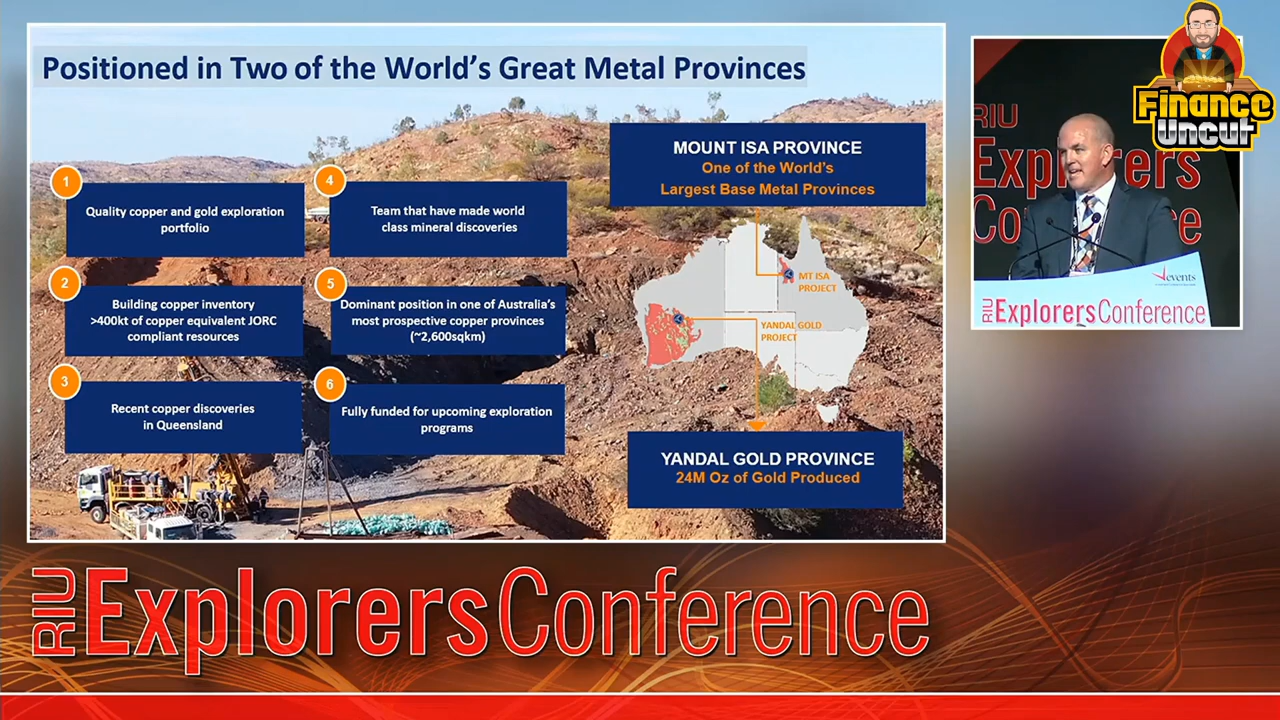 Positioned in Two of the World's Great Metal Provinces
1
Quality copper and gold exploration
portfolio
2
Building copper inventory
>400kt of copper equivalent JORC
compliant resources
3
Recent copper discoveries
in Queensland
4
Team that have made world
class mineral discoveries
5
Dominant position in one of Australia's
most prospective copper provinces
(~2,600sqkm)
6
Fully funded for upcoming exploration
programs
MOUNT ISA PROVINCE
One of the World's
Largest Base Metal Provinces
MT ISA
PROJECT
YANDAL GOLD
PROJECT
YANDAL GOLD PROVINCE
24M Oz of Gold Produced
Finance
Uncut
RIU
Explorers
Co ce
events
RIU ExplorersConference
RIU ExplorersConference